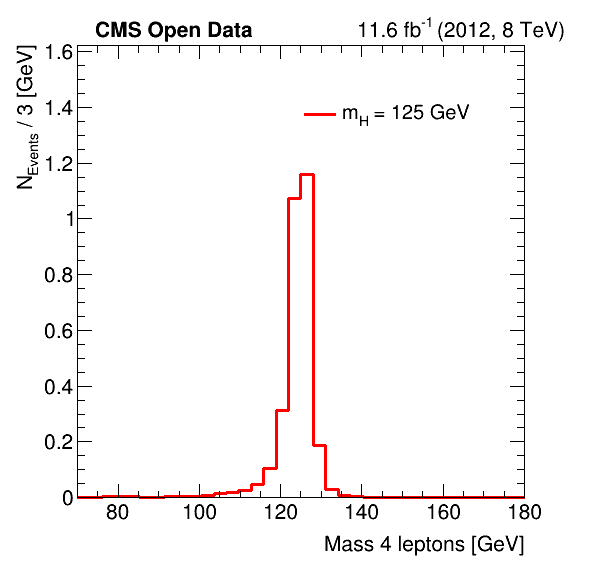 CMS Open Data 11.6 fb-1 (2012, 8 TeV)
NEvents / 3 [GeV]
1.6
1.4
1.2
1
0.8
0.6
0.4
0.2
0
mH = 125 GeV
80 100 120 140 160 180
Mass 4 leptons [GeV]